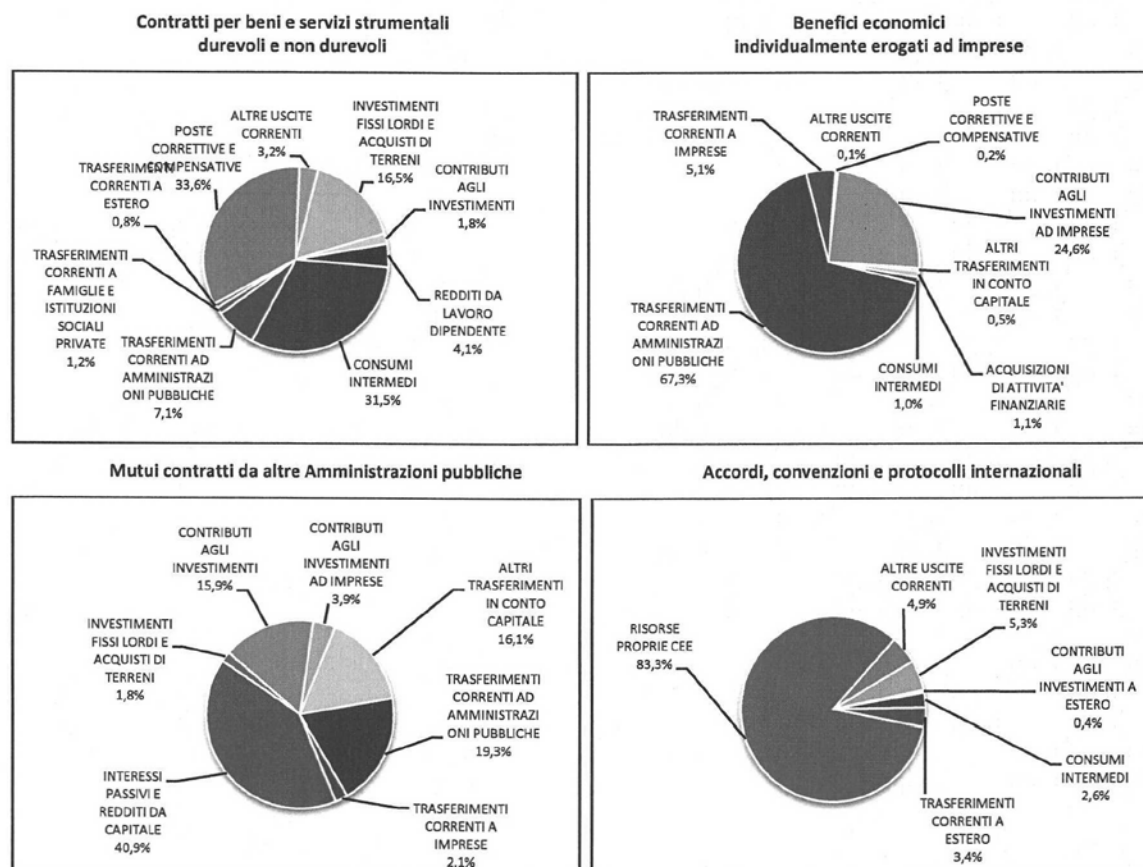 Contratti per beni e servizi strumentali
durevoli e non durevoli
POSTE
CORRETTIVE E
COMPENSATIVE
33,6%
ALTRE USCITE
CORRENTI
3,2%
INVESTIMENTI
FISSI LORDI E
ACQUISTI DI
TERRENI
16,5%
CONTRIBUTI
AGLI
INVESTIMENTI
1,8%
REDDITI DA
LAVORO
DIPENDENTE
4,1%
CONSUMI
INTERMEDI
31,5%
TRASFERIMENTI
CORRENTI AD
AMMINISTRAZI
ONI PUBBLICHE
7,1%
TRASFERIMENTI
CORRENTI A
FAMIGLIE E
ISTITUZIONI
SOCIALI
PRIVATE
1,2%
TRASFERIMENTI
CORRENTI A
ESTERO
0,8%
Benefici economici
individualmente erogati ad imprese
TRASFERIMENTI
CORRENTI A
IMPRESE
5,1%
ALTRE USCITE
CORRENTI
0,1%
POSTE
CORRETTIVE E
COMPENSATIVE
0,2%
CONTRIBUTI
AGLI
INVESTIMENTI
AD IMPRESE
24,6%
ALTRI
TRASFERIMENTI
IN CONTO
CAPITALE
0,5%
ACQUISIZIONI
DI ATTIVITA'
FINANZIARIE
1,1%
CONSUMI
INTERMEDI
1,0%
TRASFERIMENTI
CORRENTI AD
AMMINISTRAZI
ONI PUBBLICHE
67,3%
Mutui contratti da altre Amministrazioni pubbliche
CONTRIBUTI
AGLI
INVESTIMENTI
15,9%
CONTRIBUTI
AGLI
INVESTIMENTI
AD IMPRESE
3,9%
ALTRI
TRASFERIMENTI
IN CONTO
CAPITALE
16,1%
TRASFERIMENTI
CORRENTI AD
AMMINISTRAZI
ONI PUBBLICHE
19,3%
TRASFERIMENTI
CORRENTI A
IMPRESE
2,1%
INTERESSI
PASSIVI E
REDDITI DA
CAPITALE
40,9%
INVESTIMENTI
FISSI LORDI E
ACQUISTI DI
TERRENI
1,8%
Accordi, convenzioni e protocolli internazionali
RISORSE
PROPRIE CEE
83,3%
ALTRE USCITE
CORRENTI
4,9%
INVESTIMENTI
FISSI LORDI E
ACQUISTI DI
TERRENI
5,3%
CONTRIBUTI
AGLI
INVESTIMENTI A
ESTERO
0,4%
CONSUMI
INTERMEDI
2,6%
TRASFERIMENTI
CORRENTI A
ESTERO
3,4%